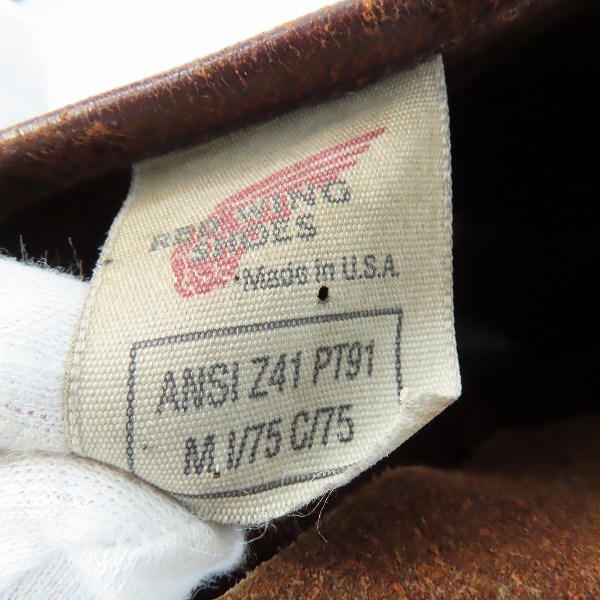 RED WING
SHOES
Made in U.S.A.
ANSI Z41 PT91
M I/75 C/75